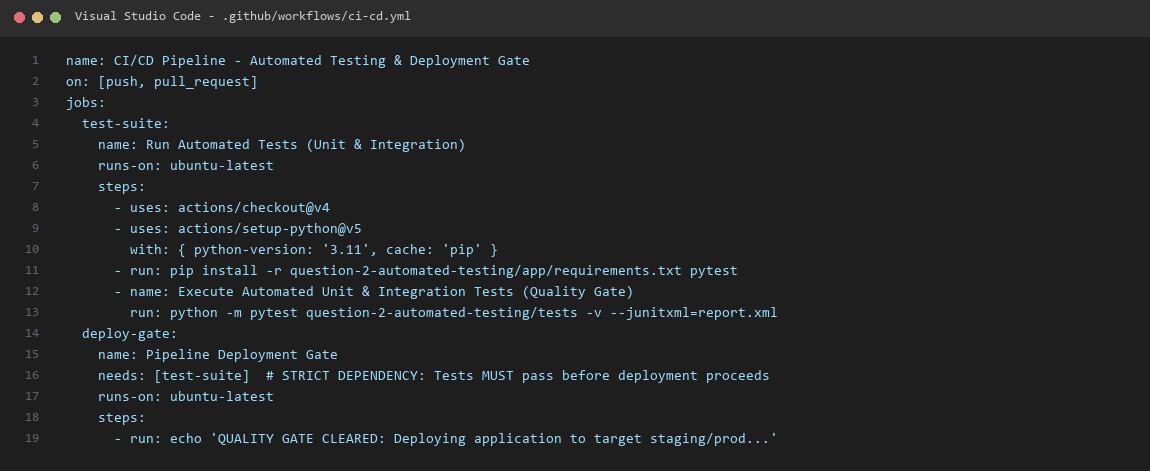 Visual Studio Code - .github/workflows/ci-cd.yml
1 name: CI/CD Pipeline - Automated Testing & Deployment Gate
2 on: [push, pull_request]
3 jobs:
4   test-suite:
5     name: Run Automated Tests (Unit & Integration)
6     runs-on: ubuntu-latest
7     steps:
8       - uses: actions/checkout@v4
9       - uses: actions/setup-python@v5
10         with: { python-version: '3.11', cache: 'pip' }
11       - run: pip install -r question-2-automated-testing/app/requirements.txt pytest
12       - name: Execute Automated Unit & Integration Tests (Quality Gate)
13         run: python -m pytest question-2-automated-testing/tests -v --junitxml=report.xml
14   deploy-gate:
15     name: Pipeline Deployment Gate
16     needs: [test-suite]  # STRICT DEPENDENCY: Tests MUST pass before deployment proceeds
17     runs-on: ubuntu-latest
18     steps:
19       - run: echo 'QUALITY GATE CLEARED: Deploying application to target staging/prod...'